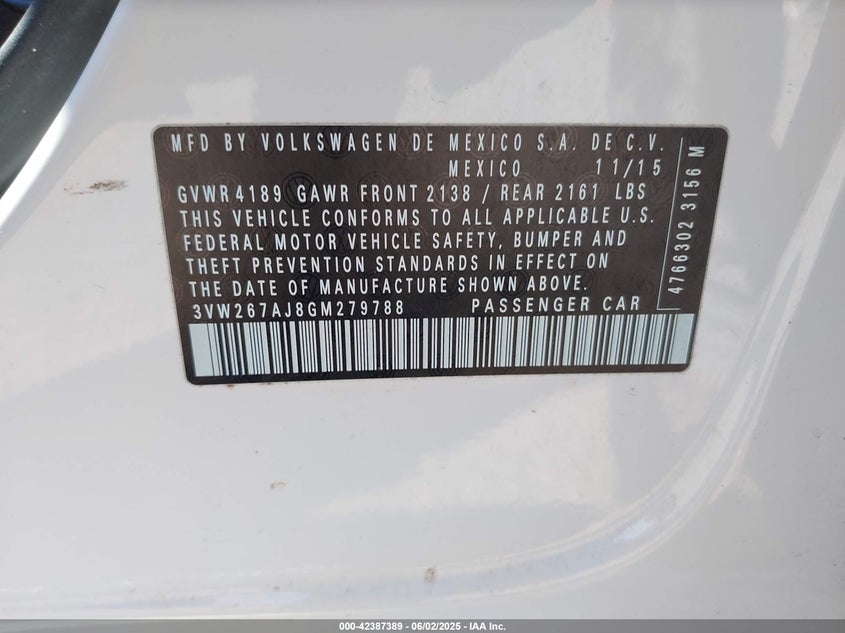 MFD BY VOLKSWAGEN DE MEXICO S.A. DE C.V.
MEXICO 11/15
GVWR 4189 GAWR FRONT 2138 / REAR 2161 LBS
THIS VEHICLE CONFORMS TO ALL APPLICABLE U.S.
FEDERAL MOTOR VEHICLE SAFETY, BUMPER AND
THEFT PREVENTION STANDARDS IN EFFECT ON
THE DATE OF MANUFACTURE SHOWN ABOVE.
3VW267AJ8GM279788 PASSENGER CAR
4766302 3156 M
000-42387389 | 06/02/2025 - IAA Inc.